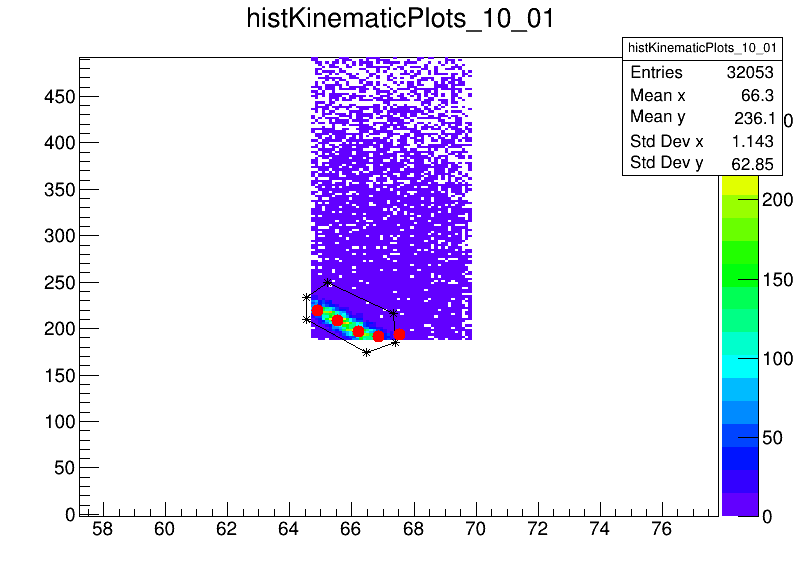 histKinematicPlots_10_01
histKinematicPlots_10_01
Entries 32053
Mean x 66.3
Mean y 236.1
Std Dev x 1.143
Std Dev y 62.85
450
400
350
300
250
200
150
100
50
0
58 60 62 64 66 68 70 72 74 76
0
200
150
100
50
0